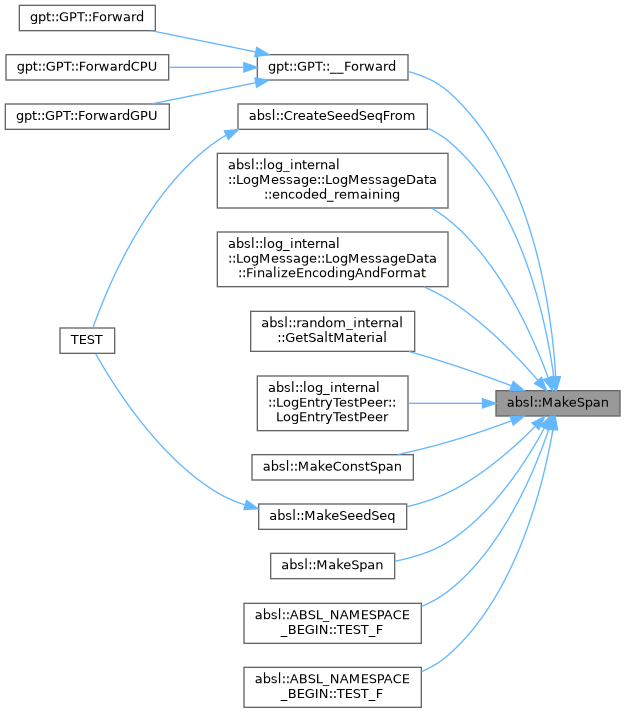 gpt::GPT::Forward
gpt::GPT::ForwardCPU
gpt::GPT::__Forward
gpt::GPT::ForwardGPU
absl::CreateSeedSeqFrom
absl::log_internal
::LogMessage::LogMessageData
::encoded_remaining
absl::log_internal
::LogMessage::LogMessageData
::FinalizeEncodingAndFormat
absl::random_internal
::GetSaltMaterial
TEST
absl::log_internal
::LogEntryTestPeer::
LogEntryTestPeer
absl::MakeSpan
absl::MakeConstSpan
absl::MakeSeedSeq
absl::MakeSpan
absl::ABSL_NAMESPACE
_BEGIN::TEST_F
absl::ABSL_NAMESPACE
_BEGIN::TEST_F